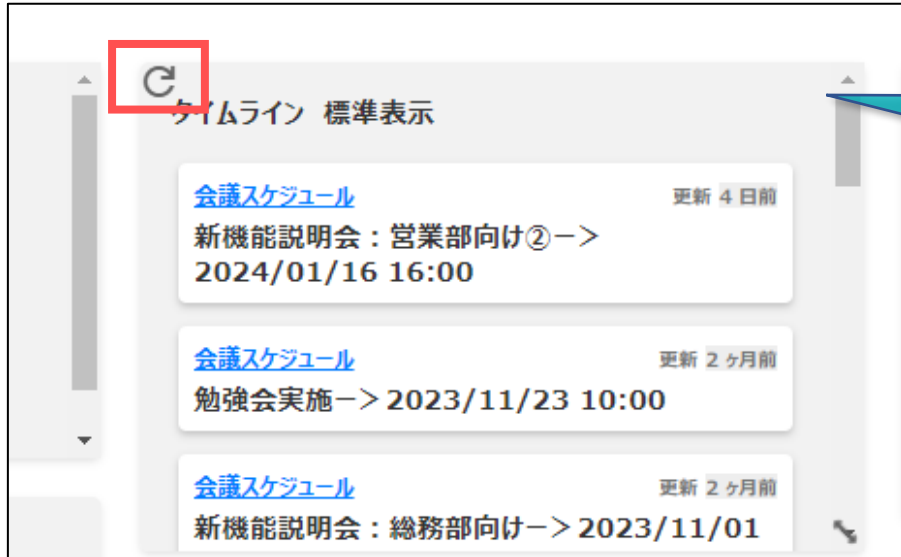 タイムライン 標準表示
会議スケジュール 更新 4 日前
新機能説明会：営業部向け②ー>
2024/01/16 16:00
会議スケジュール 更新 2 ヶ月前
勉強会実施ー> 2023/11/23 10:00
会議スケジュール 更新 2 ヶ月前
新機能説明会：総務部向けー> 2023/11/01